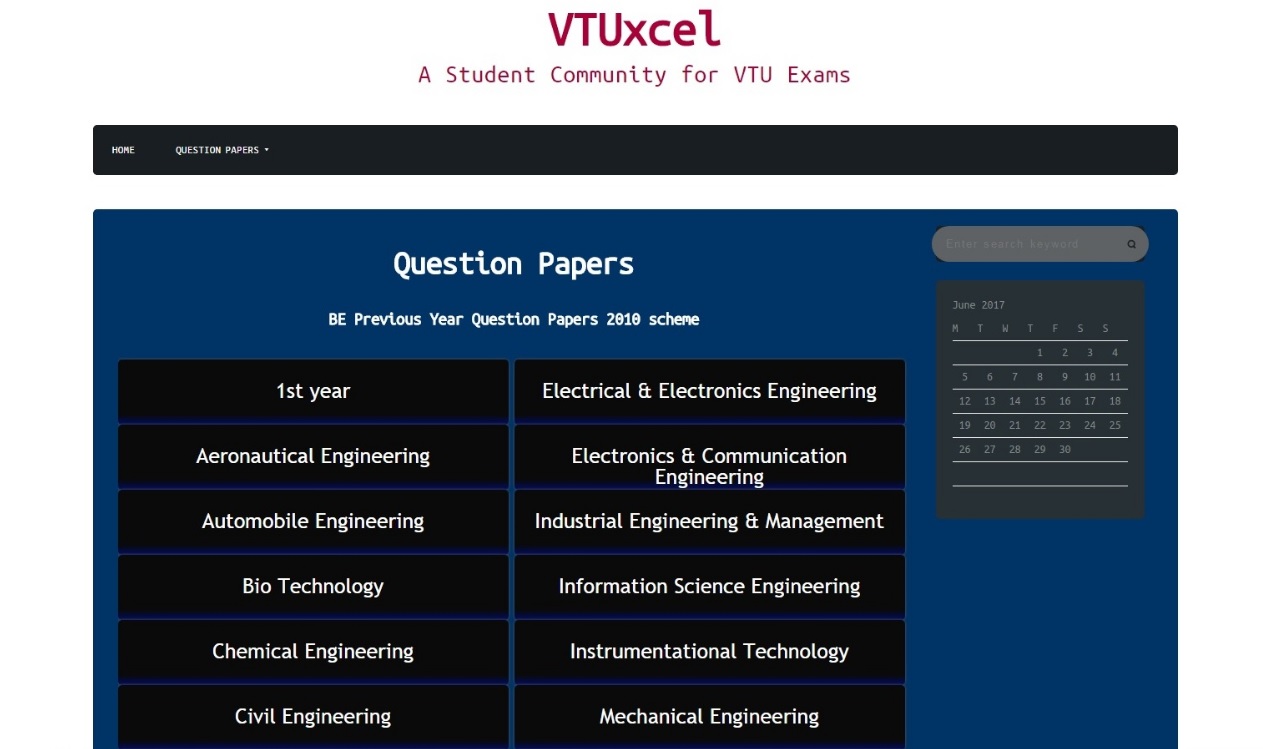 VTUxcel
A Student Community for VTU Exams
HOME
QUESTION PAPERS
Question Papers
BE Previous Year Question Papers 2010 scheme
1st year
Electrical & Electronics Engineering
Aeronautical Engineering
Electronics & Communication
Engineering
Automobile Engineering
Industrial Engineering & Management
Bio Technology
Information Science Engineering
Chemical Engineering
Instrumentational Technology
Civil Engineering
Mechanical Engineering
Enter search keyword
June 2017
M T W T F S S
1 2 3 4
5 6 7 8 9 10 11
12 13 14 15 16 17 18
19 20 21 22 23 24 25
26 27 28 29 30